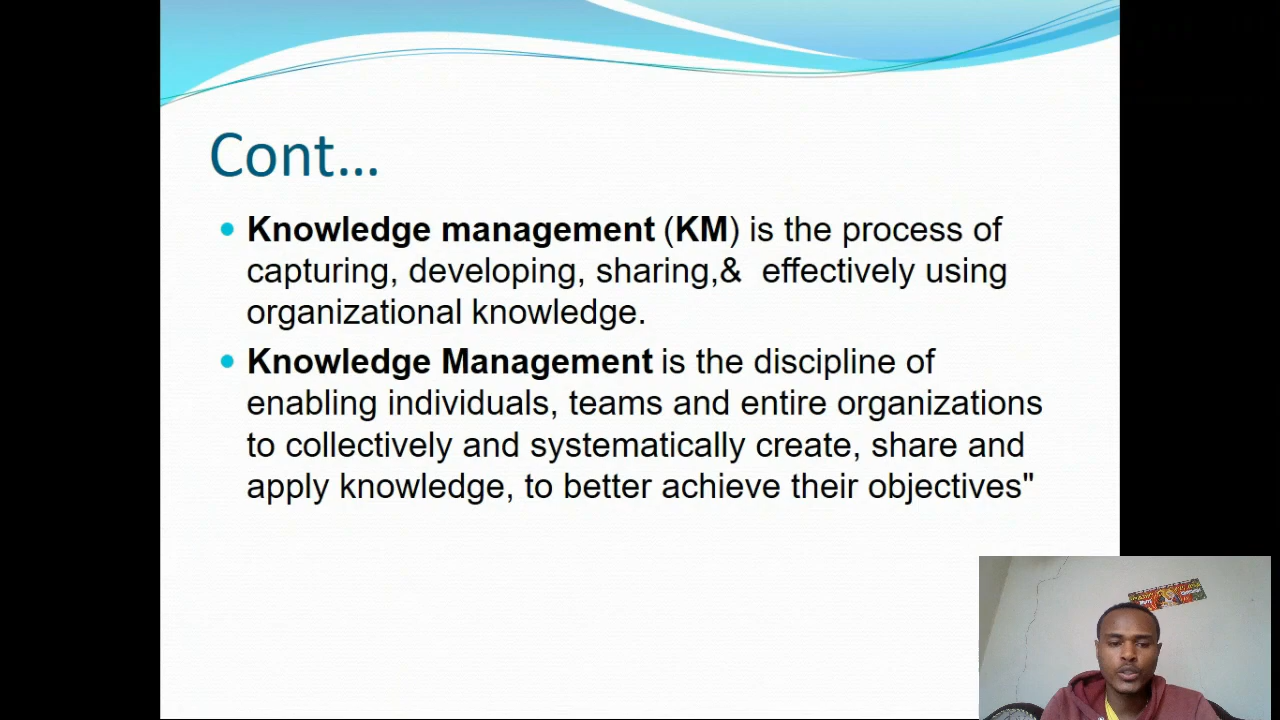 Cont...
Knowledge management (KM) is the process of
capturing, developing, sharing,& effectively using
organizational knowledge.
Knowledge Management is the discipline of
enabling individuals, teams and entire organizations
to collectively and systematically create, share and
apply knowledge, to better achieve their objectives"